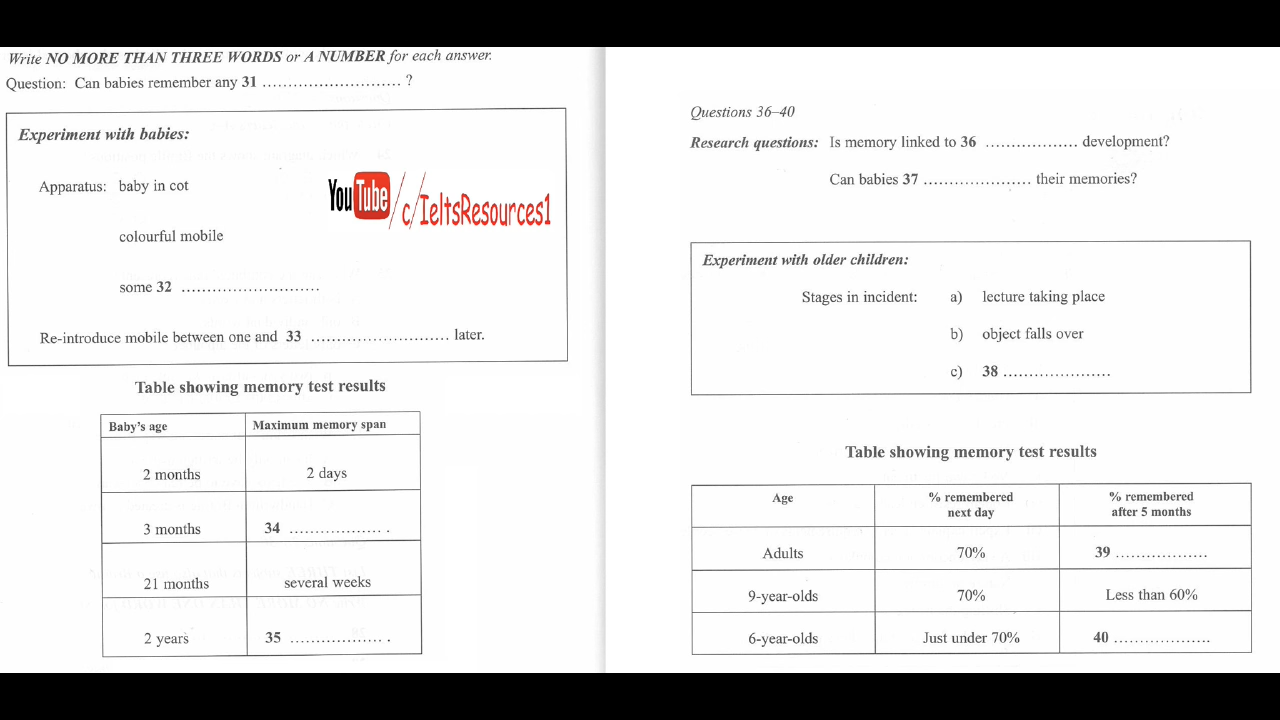 Write NO MORE THAN THREE WORDS or A NUMBER for each answer.
Question: Can babies remember any 31 .......................... ?
Experiment with babies:
Apparatus: baby in cot
colourful mobile
some 32 ..........................
Re-introduce mobile between one and 33 .......................... later.
YouTube/c/IeltsResources1
Table showing memory test results
Baby's age Maximum memory span
2 months 2 days
3 months 34 .................. .
21 months several weeks
2 years 35 .................. .
Questions 36–40
Research questions: Is memory linked to 36 .................. development?
Can babies 37 .................... their memories?
Experiment with older children:
Stages in incident: a) lecture taking place
b) object falls over
c) 38 ....................
Table showing memory test results
Age % remembered next day % remembered after 5 months
Adults 70% 39 ..................
9-year-olds 70% Less than 60%
6-year-olds Just under 70% 40 ..................